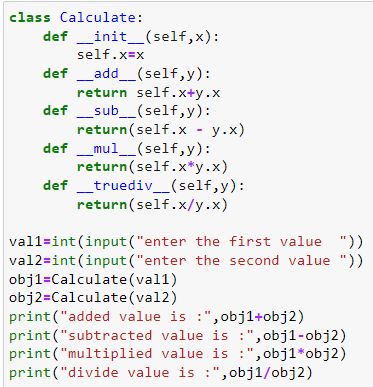 class Calculate:
    def __init__(self,x):
        self.x=x
    def __add__(self,y):
        return self.x+y.x
    def __sub__(self,y):
        return(self.x - y.x)
    def __mul__(self,y):
        return(self.x*y.x)
    def __truediv__(self,y):
        return(self.x/y.x)

val1=int(input("enter the first value  "))
val2=int(input("enter the second value "))
obj1=Calculate(val1)
obj2=Calculate(val2)
print("added value is :",obj1+obj2)
print("subtracted value is :",obj1-obj2)
print("multiplied value is :",obj1*obj2)
print("divide value is :",obj1/obj2)